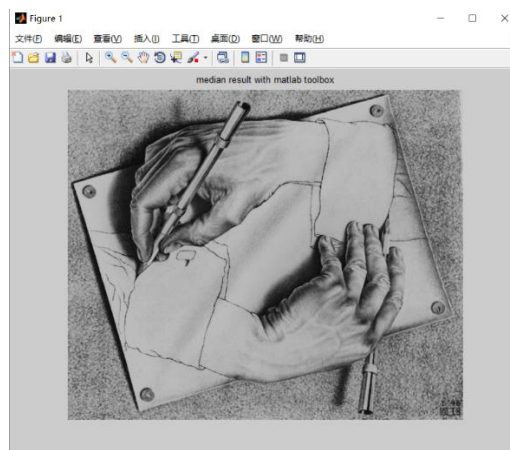 Figure 1
文件(F) 编辑(E) 查看(V) 插入(I) 工具(T) 桌面(D) 窗口(W) 帮助(H)
median result with matlab toolbox